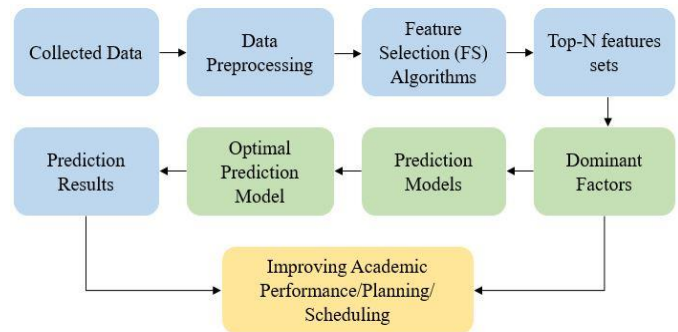 Collected Data
Data
Preprocessing
Feature
Selection (FS)
Algorithms
Top-N features
sets
Prediction
Results
Optimal
Prediction
Model
Prediction
Models
Dominant
Factors
Improving Academic
Performance/Planning/
Scheduling